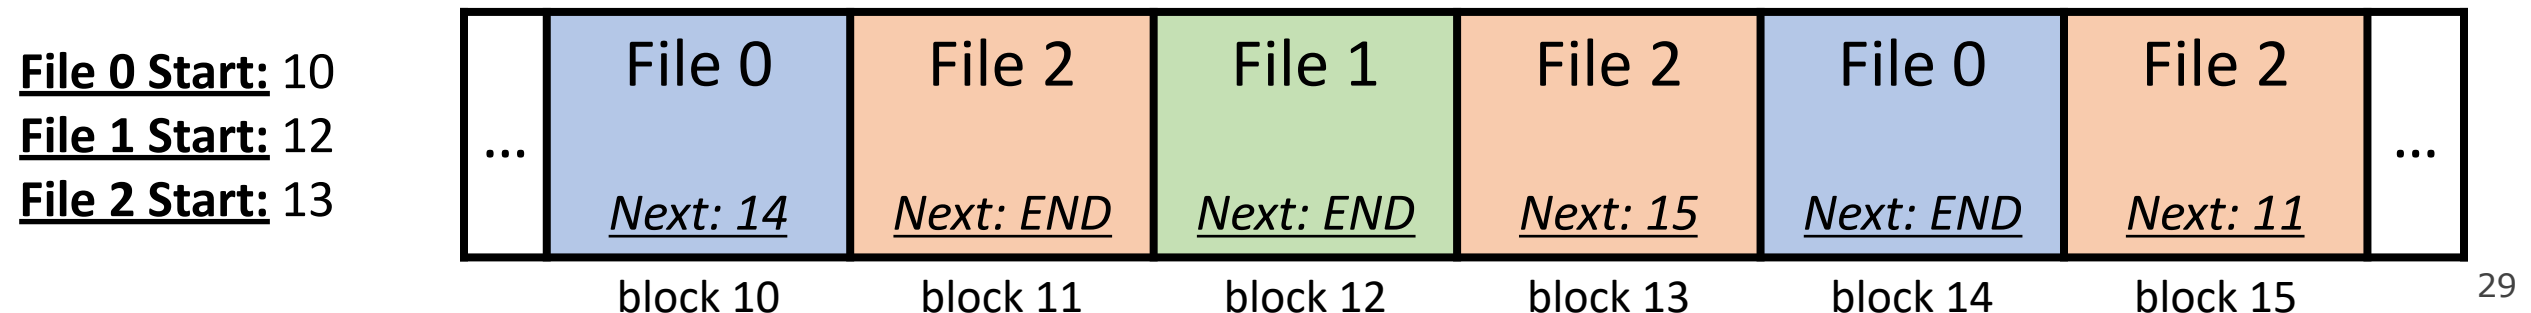 File 0 Start: 10
File 1 Start: 12
File 2 Start: 13
... File 0 File 2 File 1 File 2 File 0 File 2 ...
Next: 14 Next: END Next: END Next: 15 Next: END Next: 11
block 10 block 11 block 12 block 13 block 14 block 15
29